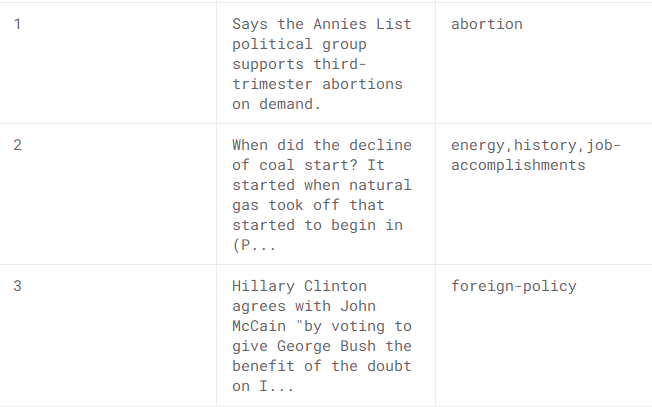 1
Says the Annies List
political group
supports third-
trimester abortions
on demand.
abortion
2
When did the decline
of coal start? It
started when natural
gas took off that
started to begin in
(P...
energy,history,job-
accomplishments
3
Hillary Clinton
agrees with John
McCain "by voting to
give George Bush the
benefit of the doubt
on I...
foreign-policy